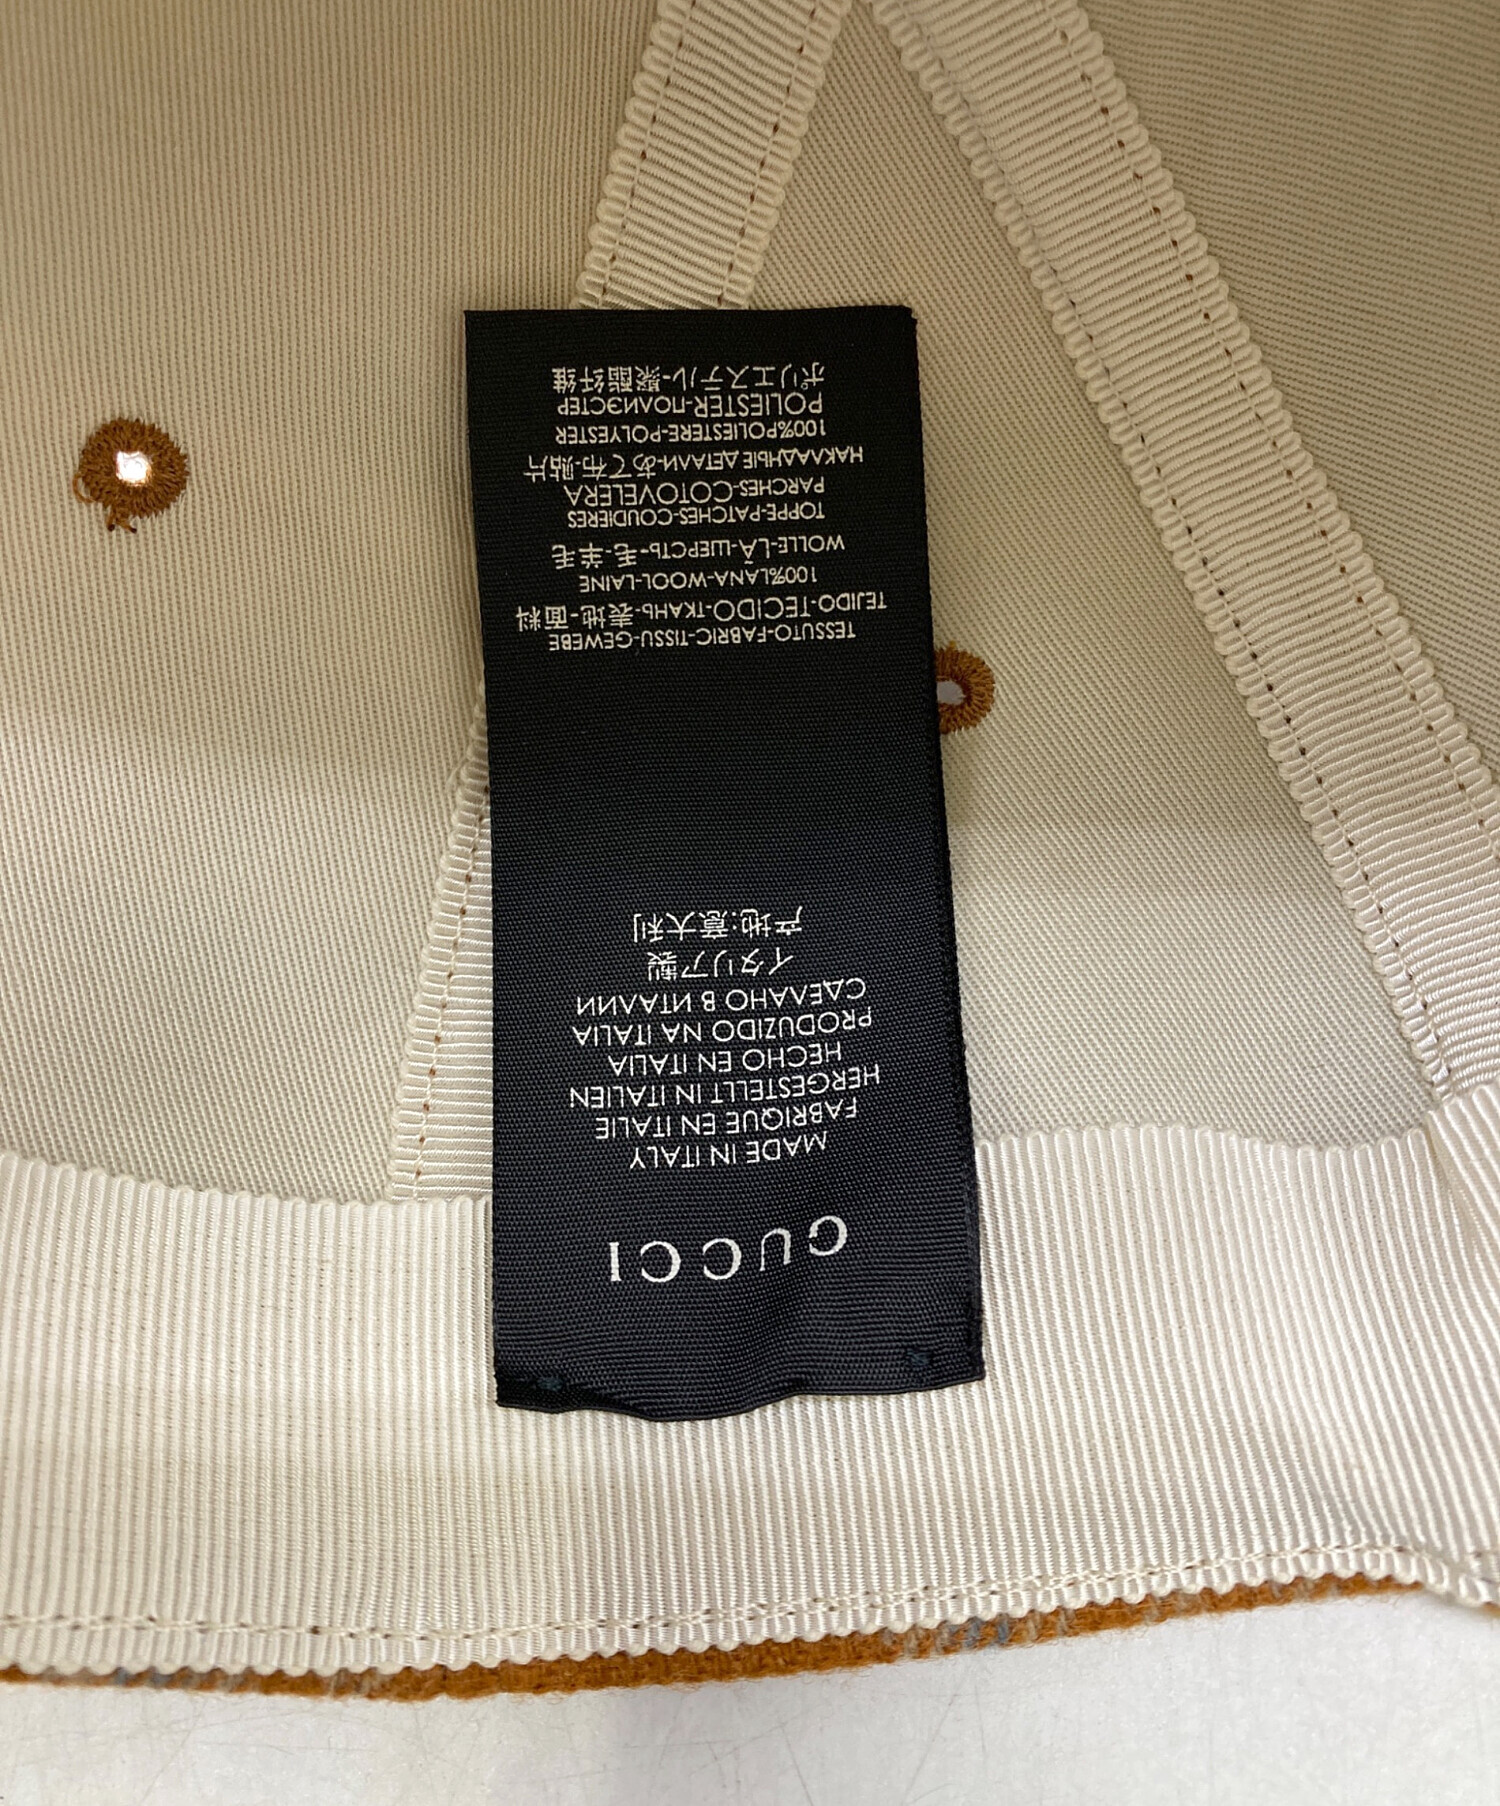 GUCCI
MADE IN ITALY
FABRIQUE EN ITALIE
HERGESTELLT IN ITALIEN
HECHO EN ITALIA
PRODUZIDO NA ITALIA
СДЕЛАНО В ИТАЛИИ
イタリア製
产地:意大利
TESSUTO-FABRIC-TISSU-GEWEBE
TEJIDO-TECIDO-ТКАНЬ-表地-面料
100%LANA-WOOL-LAINE
WOLLE-LÃ-ШЕРСТЬ-毛-羊毛
TOPPE-PATCHES-COUDIERES
PARCHES-COTOVELERA
НАКЛАДНЫЕ ДЕТАЛИ-あて布-贴片
100%POLIESTERE-POLYESTER
POLIESTER-ПОЛИЭСТЕР
ポリエステル-聚酯纤维